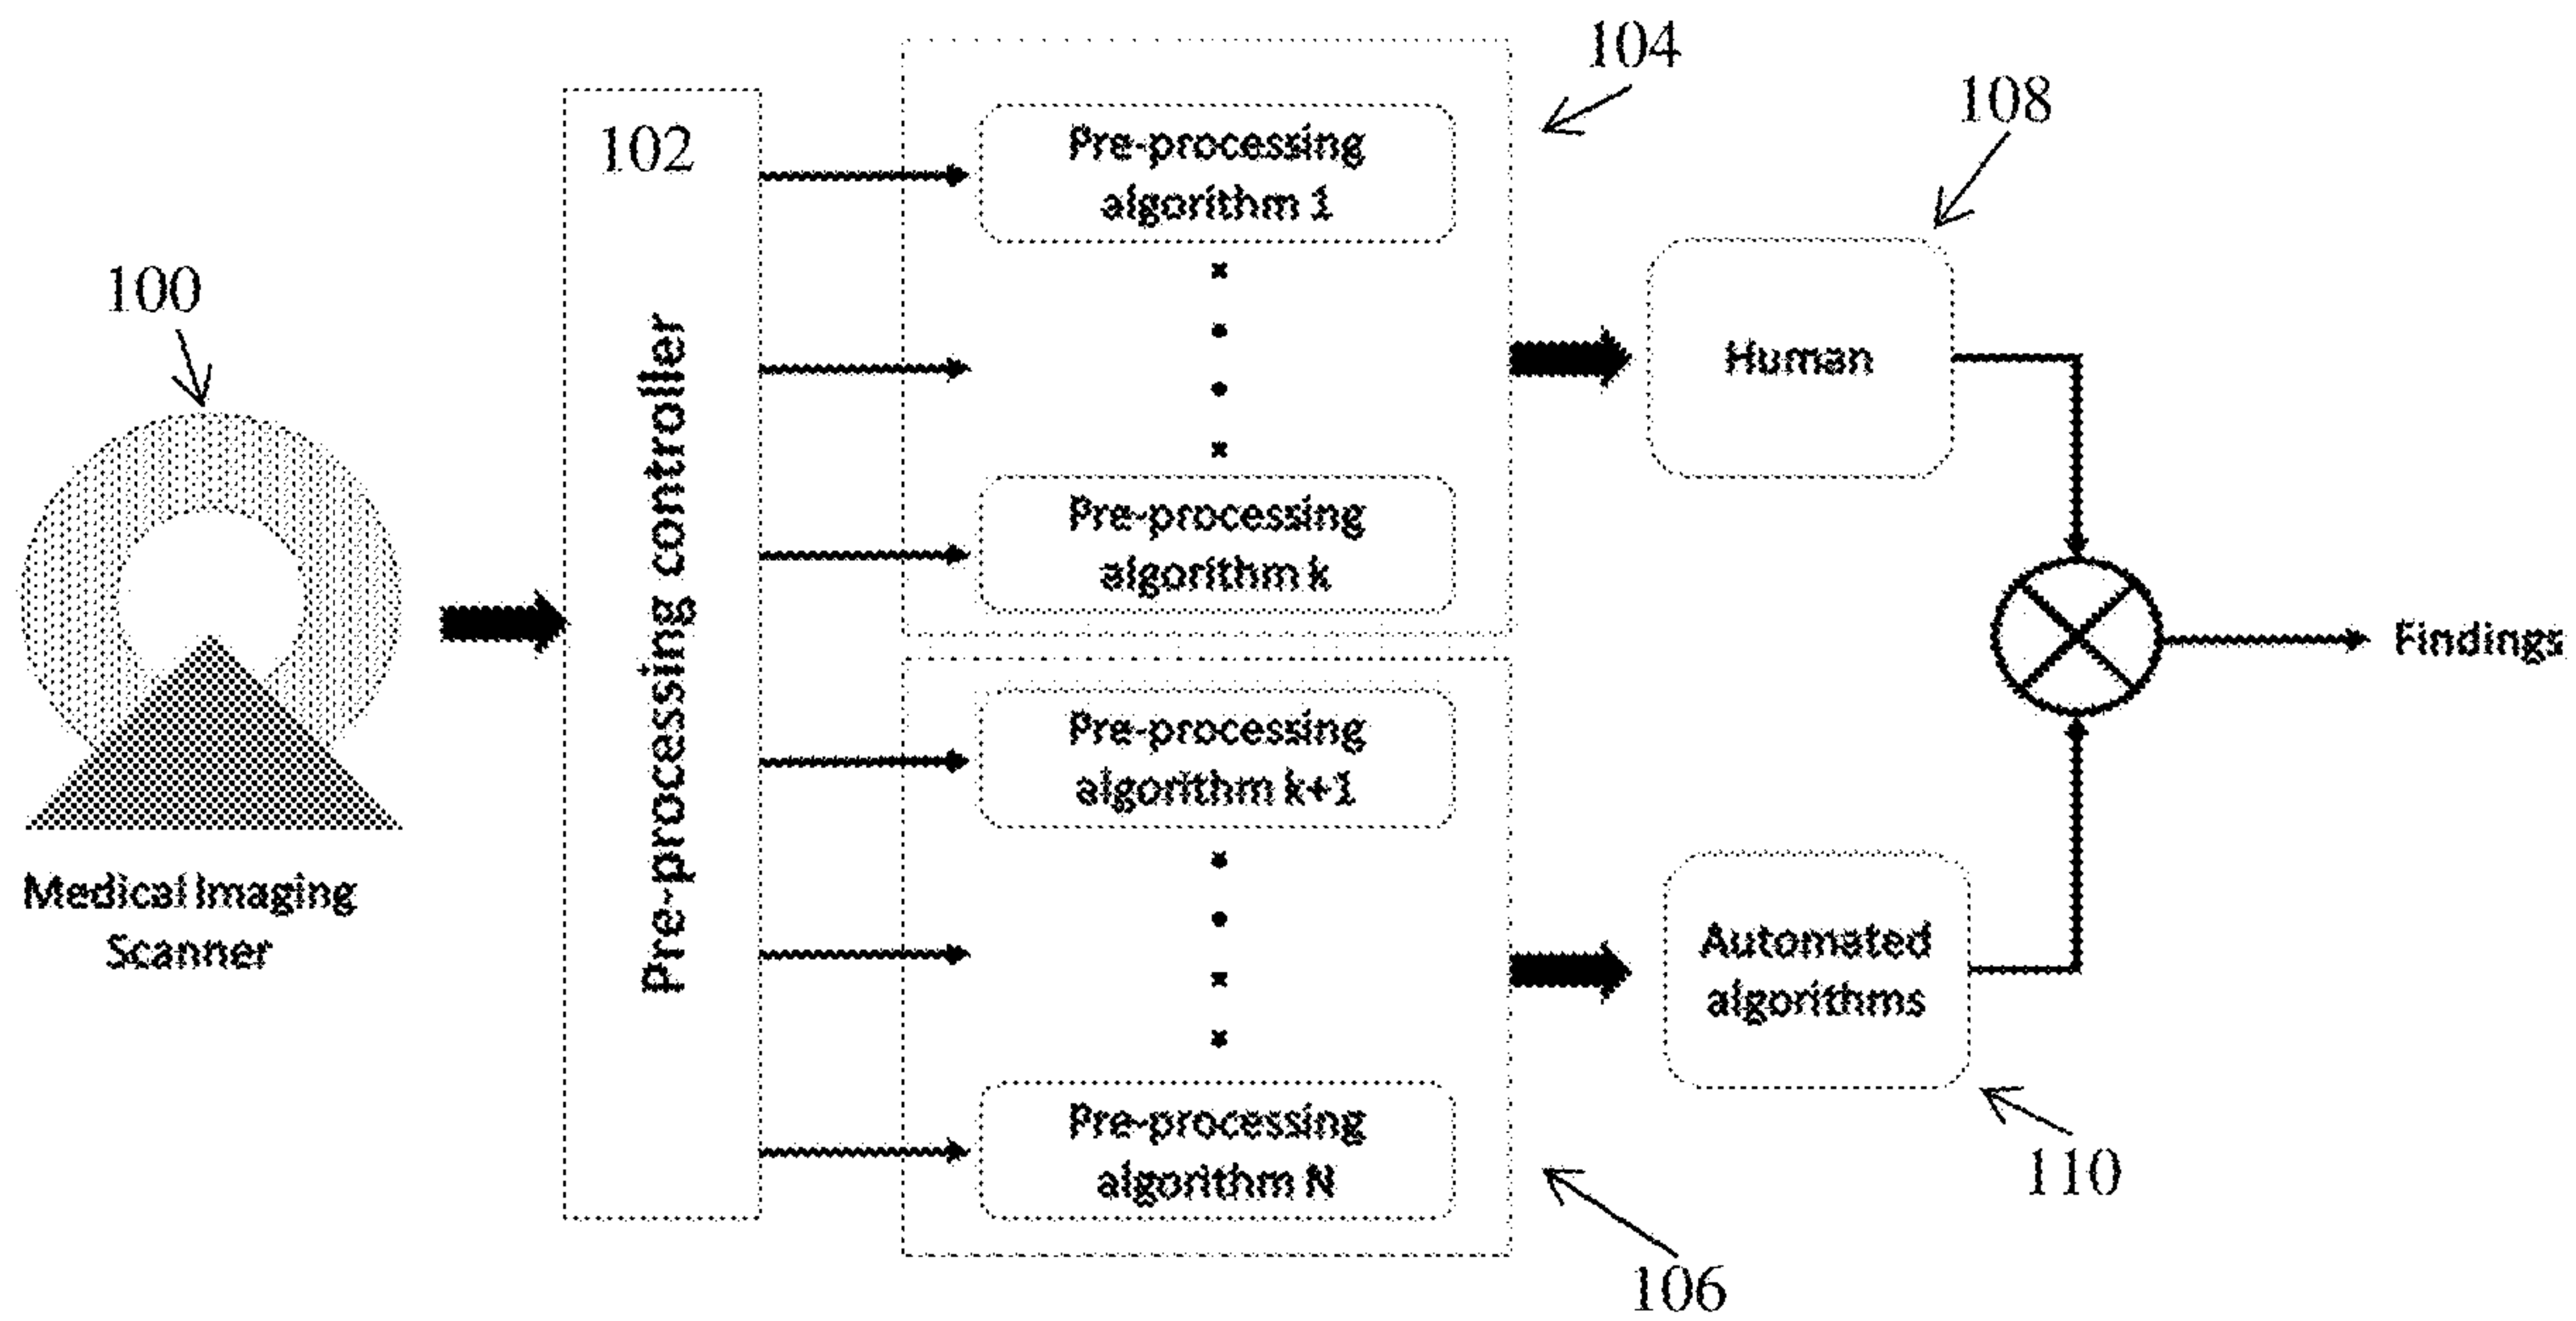 100
Medical Imaging
Scanner
102
Pre-processing controller
104
Pre-processing
algorithm 1
Pre-processing
algorithm k
Pre-processing
algorithm k+1
Pre-processing
algorithm N
106
108
Human
Automated
algorithms
110
Findings